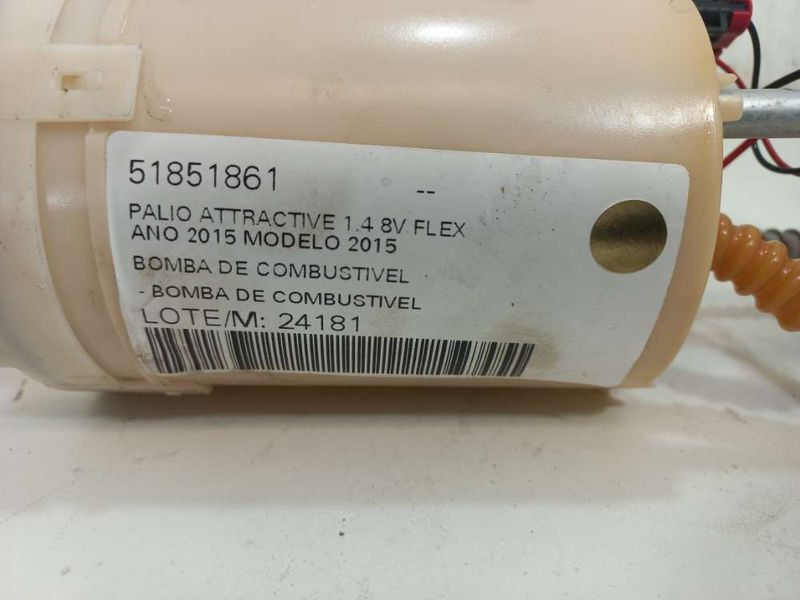 51851861 --
PALIO ATTRACTIVE 1.4 8V FLEX
ANO 2015 MODELO 2015
BOMBA DE COMBUSTIVEL
- BOMBA DE COMBUSTIVEL
LOTE/M: 24181